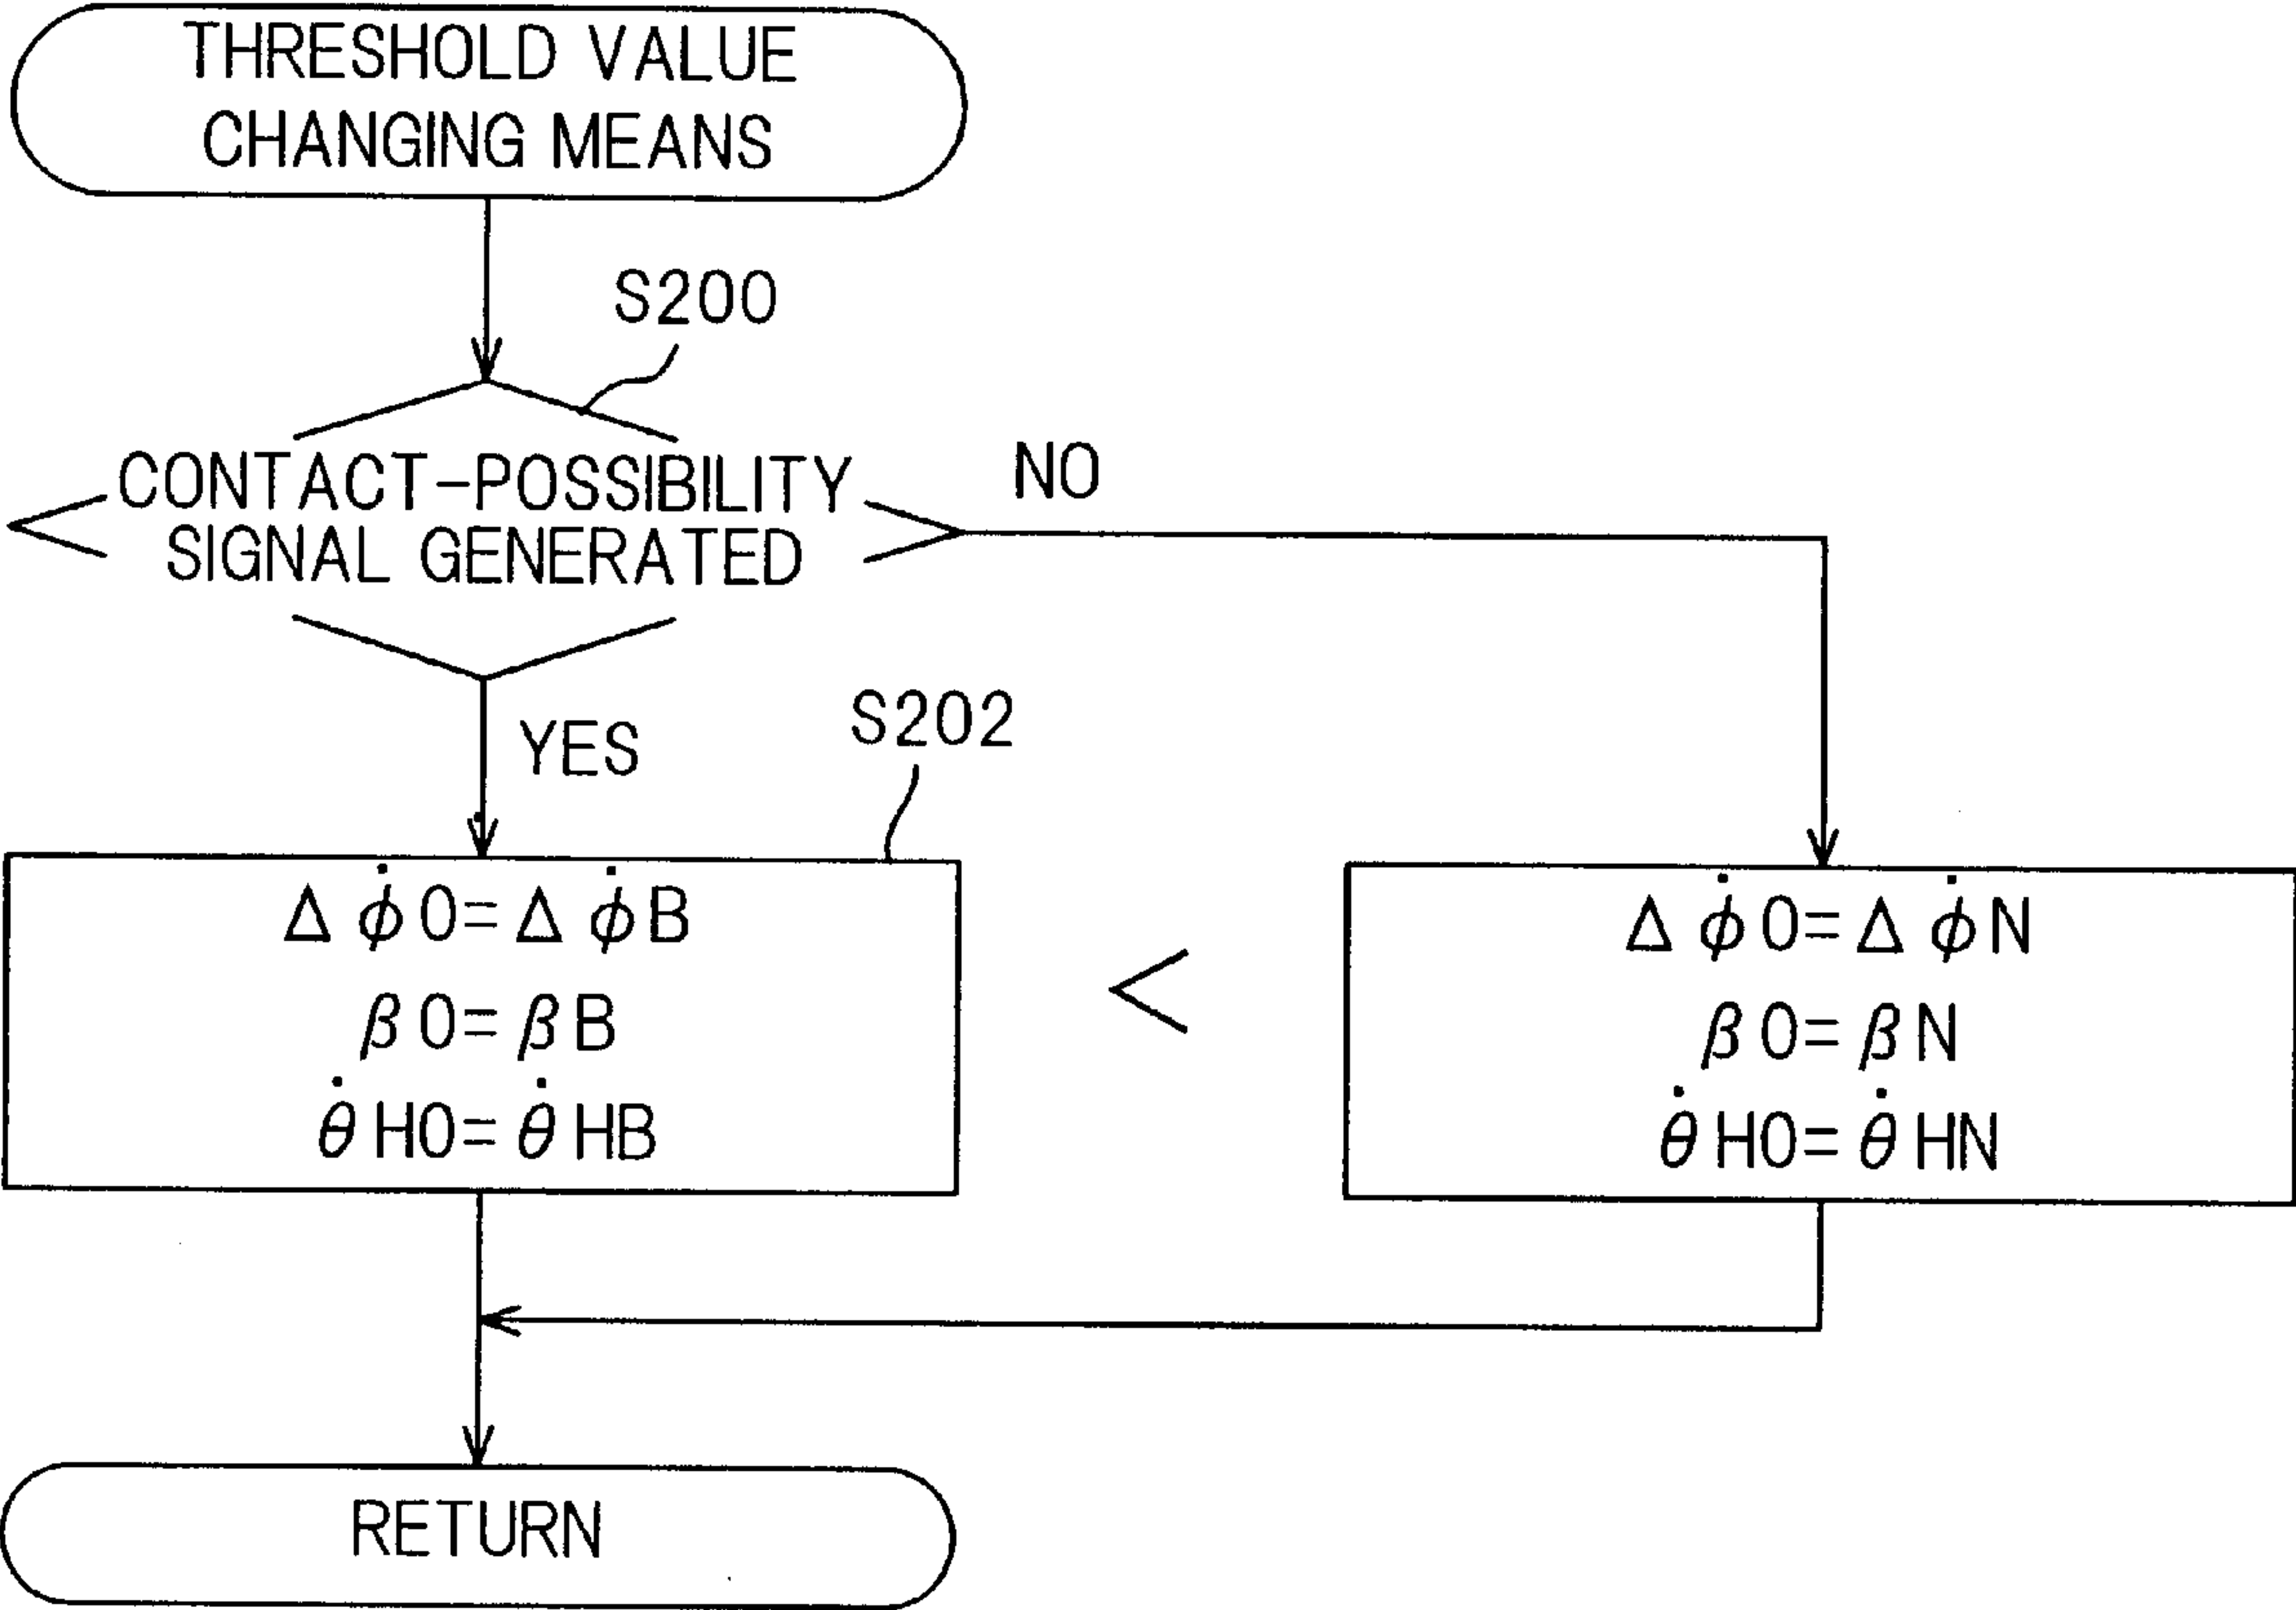 THRESHOLD VALUE
CHANGING MEANS
S200
CONTACT-POSSIBILITY
SIGNAL GENERATED
NO
YES
S202
Δ φ̇ 0= Δ φ̇ B
β 0= β B
θ̇ H0= θ̇ HB
<
Δ φ̇ 0= Δ φ̇ N
β 0= β N
θ̇ H0= θ̇ HN
RETURN